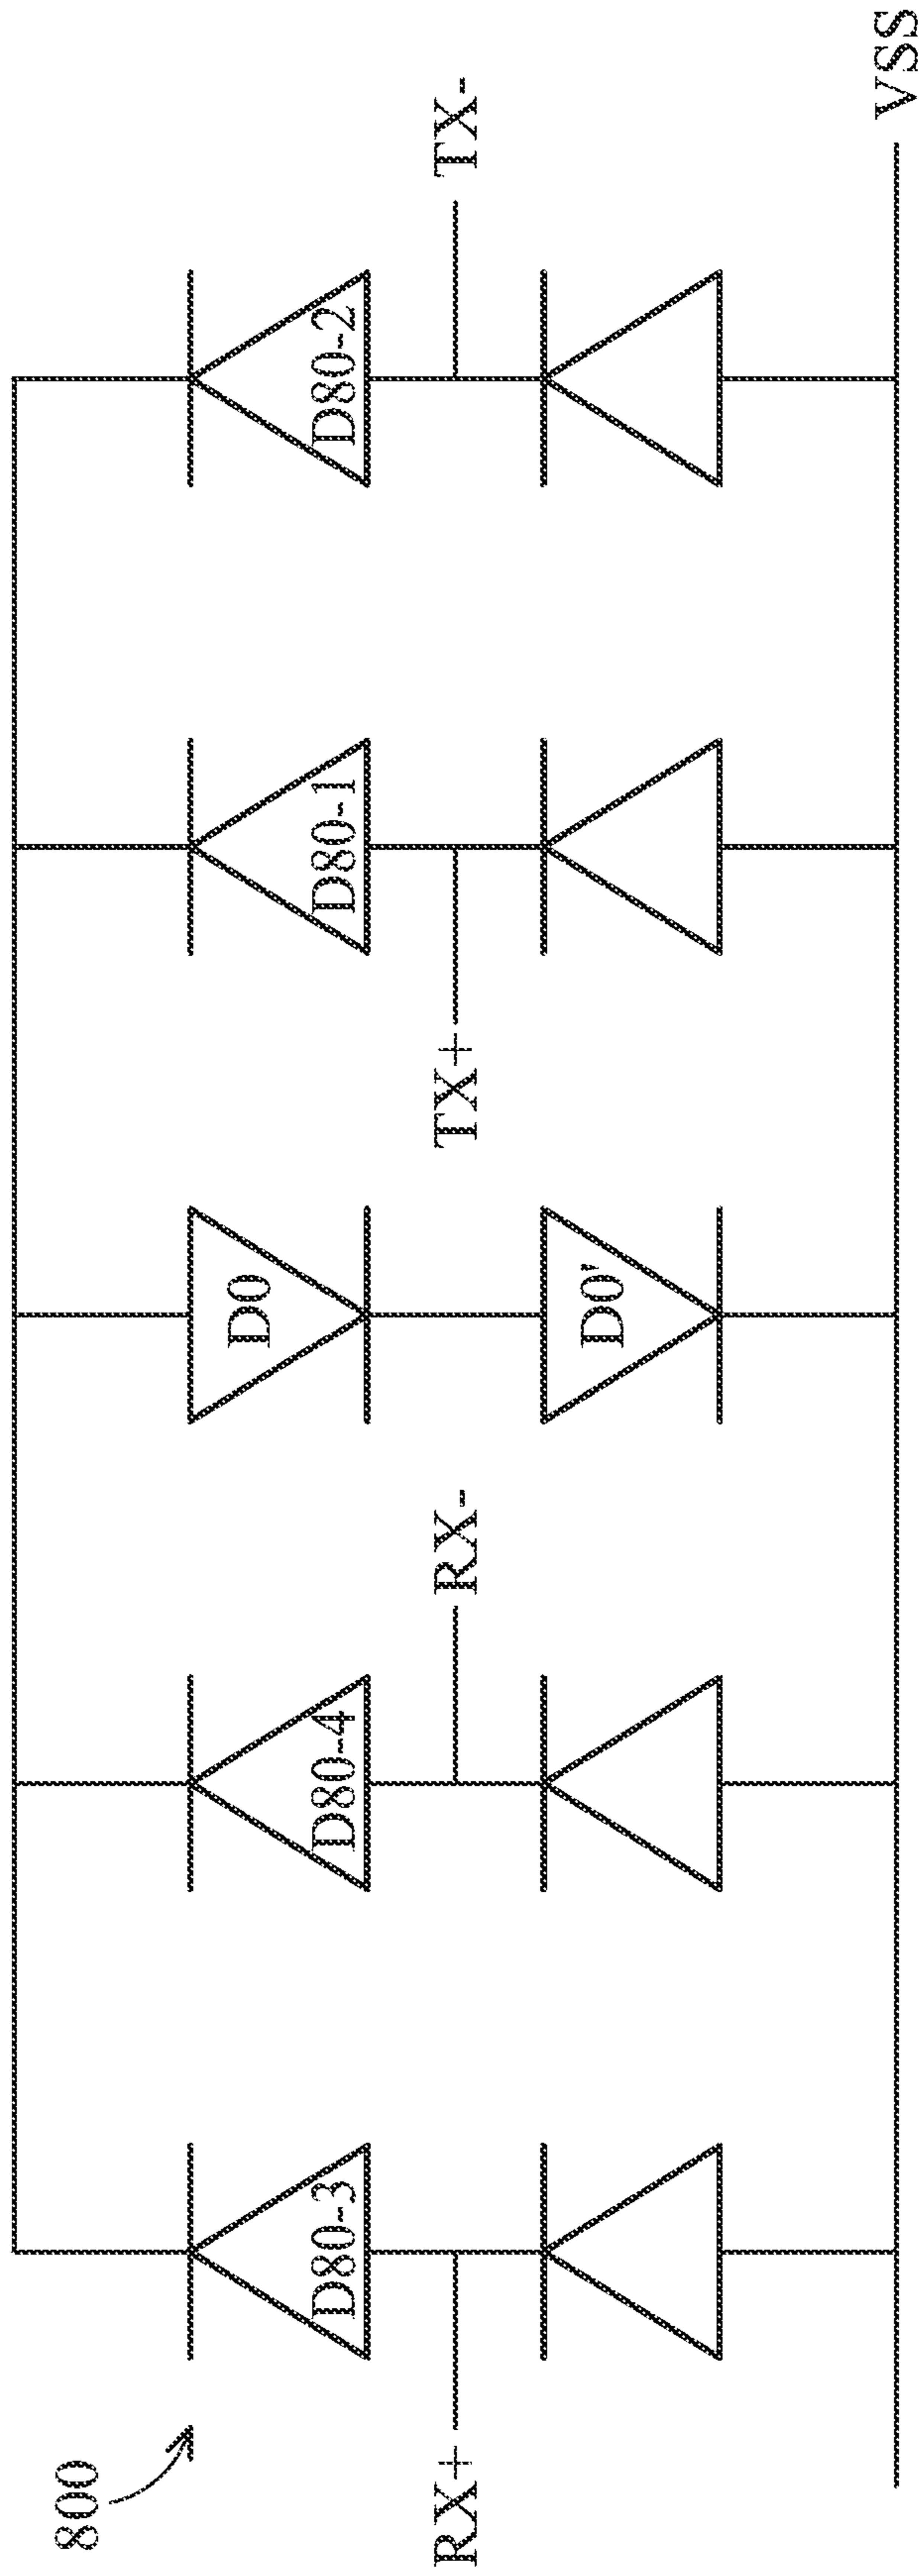 800
D80-3
D80-4
D0
D80-1
D80-2
RX+
RX-
TX+
TX-
D0'
VSS